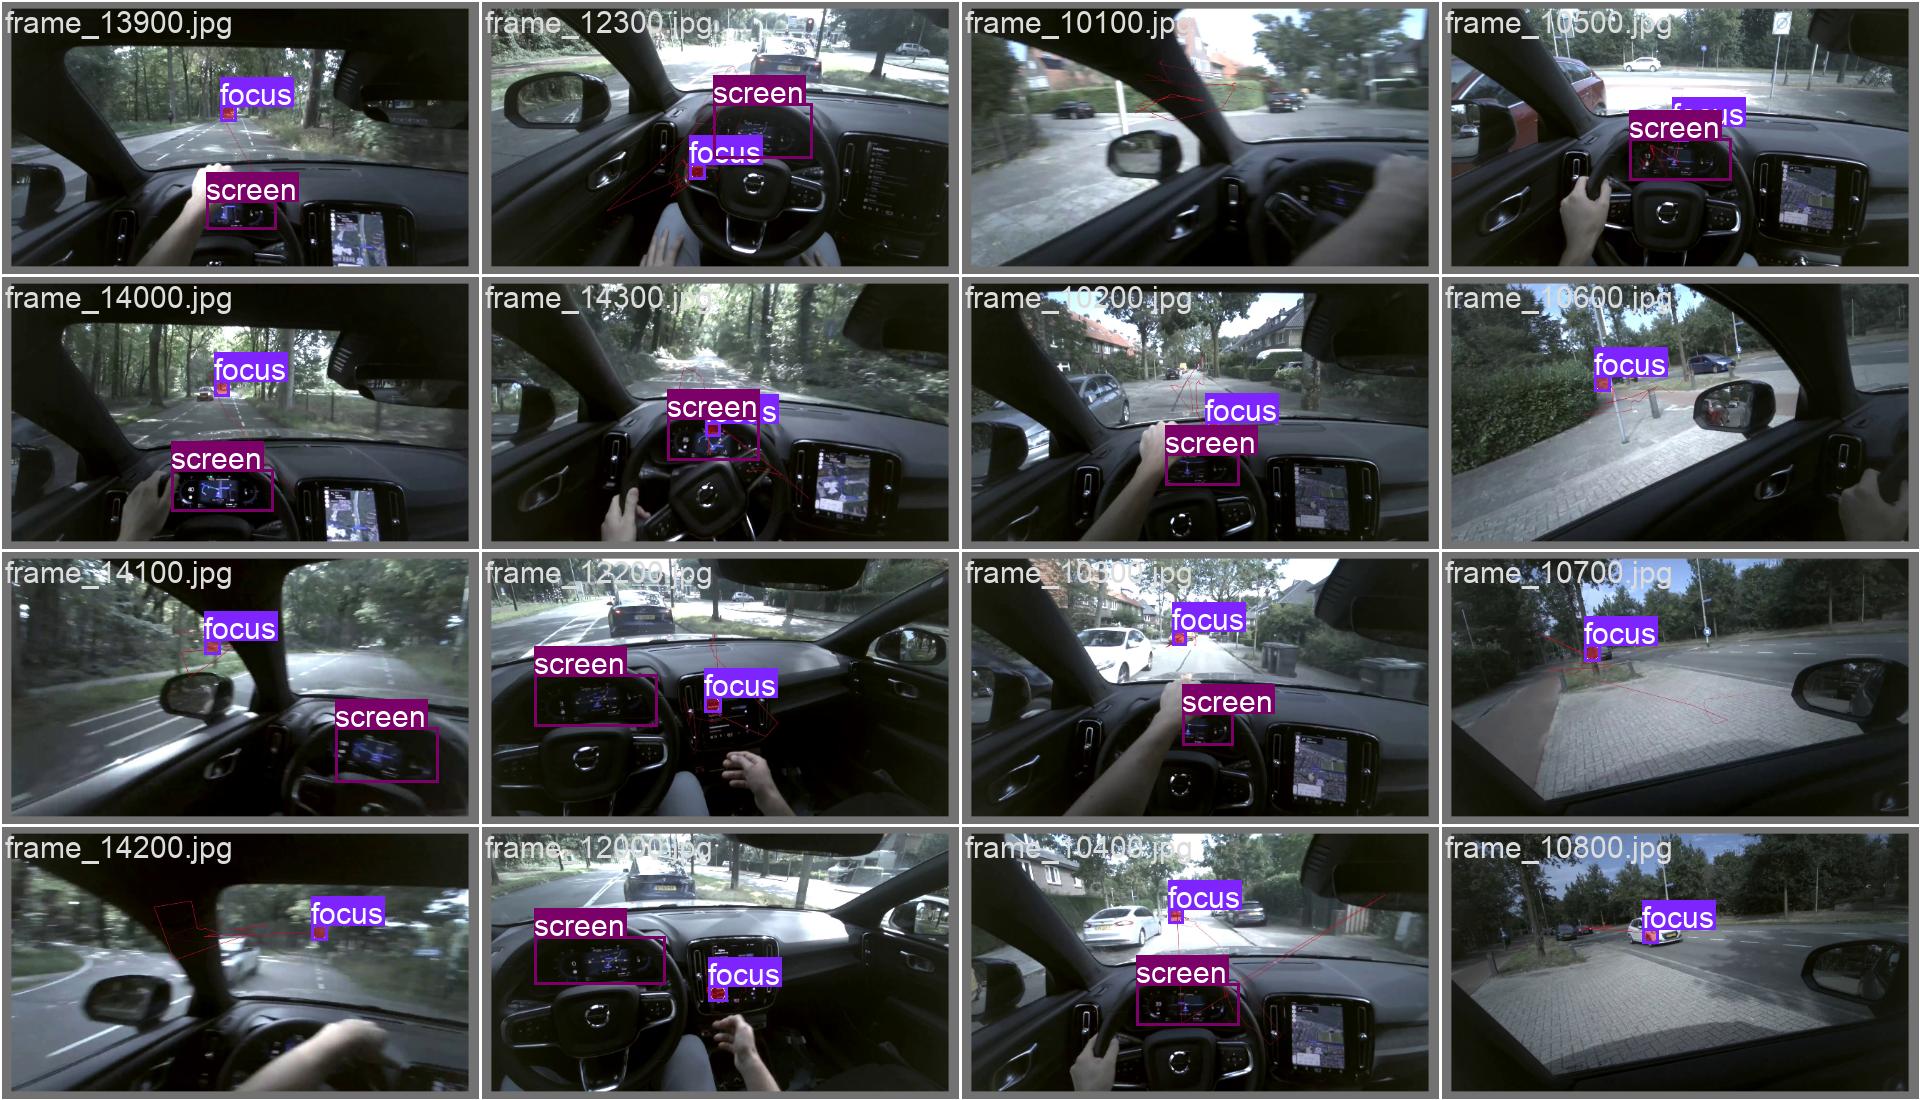 frame_13900.jpg
focus
screen
frame_12300.jpg
screen
focus
frame_10100.jpg
frame_10500.jpg
focus
screen
frame_14000.jpg
focus
screen
frame_14300.jpg
screen
s
frame_10200.jpg
focus
screen
frame_10600.jpg
focus
frame_14100.jpg
focus
screen
frame_12200.jpg
screen
focus
frame_10300.jpg
focus
screen
frame_10700.jpg
focus
frame_14200.jpg
focus
frame_12000.jpg
screen
focus
frame_10400.jpg
focus
screen
frame_10800.jpg
focus